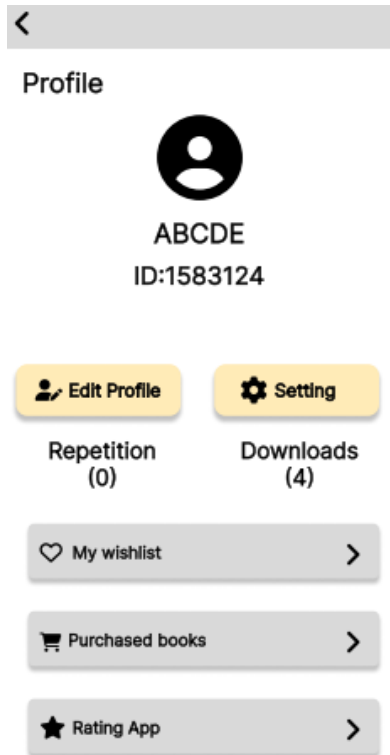 Profile
ABCDE
ID:1583124
Edit Profile
Setting
Repetition
(0)
Downloads
(4)
My wishlist
Purchased books
Rating App